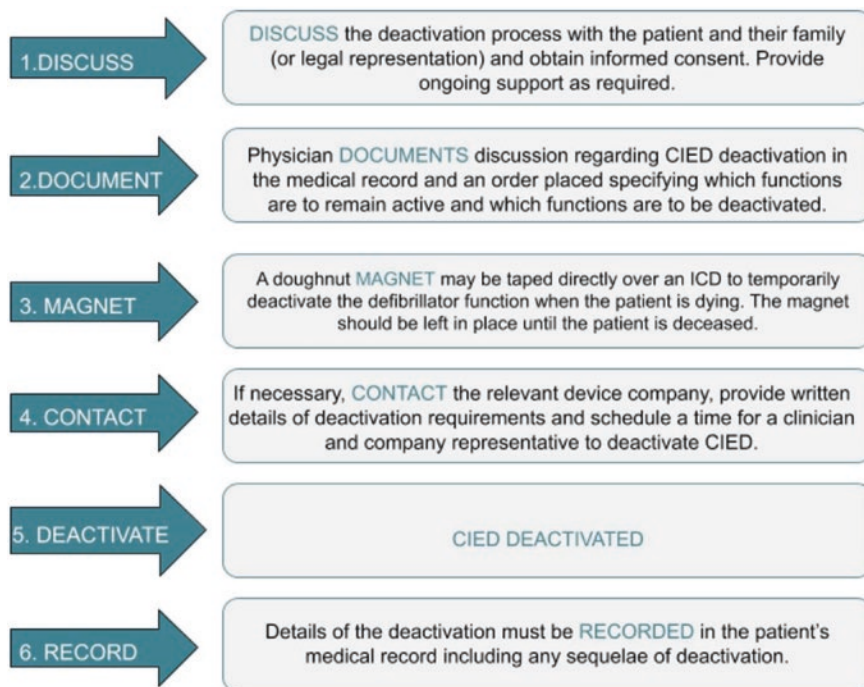 1.DISCUSS
DISCUSS the deactivation process with the patient and their family
(or legal representation) and obtain informed consent. Provide
ongoing support as required.
2.DOCUMENT
Physician DOCUMENTS discussion regarding CIED deactivation in
the medical record and an order placed specifying which functions
are to remain active and which functions are to be deactivated.
3. MAGNET
A doughnut MAGNET may be taped directly over an ICD to temporarily
deactivate the defibrillator function when the patient is dying. The magnet
should be left in place until the patient is deceased.
4. CONTACT
If necessary, CONTACT the relevant device company, provide written
details of deactivation requirements and schedule a time for a clinician
and company representative to deactivate CIED.
5. DEACTIVATE
CIED DEACTIVATED
6. RECORD
Details of the deactivation must be RECORDED in the patient's
medical record including any sequelae of deactivation.